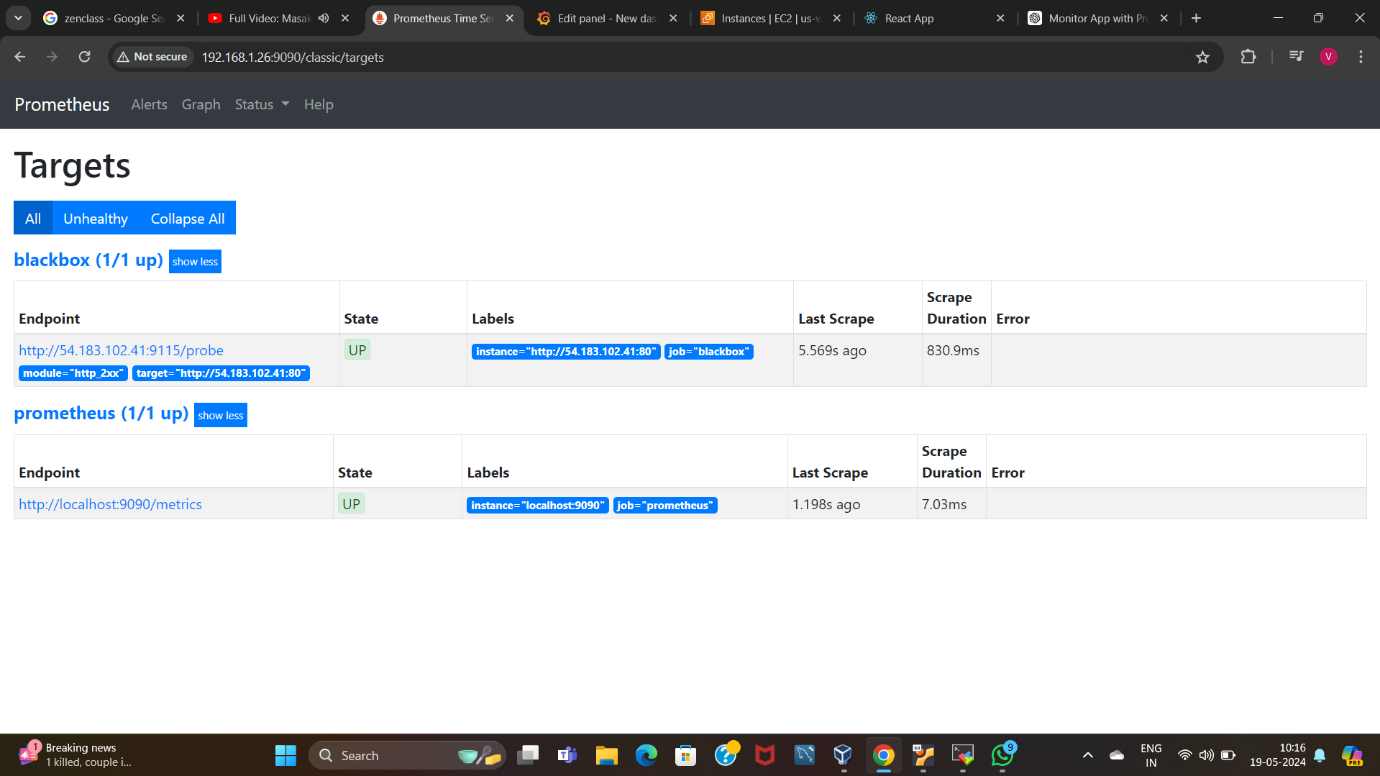 zenclass - Google Se
Full Video: Masak
Prometheus Time Ser
Edit panel - New das
Instances | EC2 | us-w
React App
Monitor App with Pr
Not secure
192.168.1.26:9090/classic/targets
V
Prometheus
Alerts
Graph
Status
Help
Targets
All
Unhealthy
Collapse All
blackbox (1/1 up)
show less
Endpoint
State
Labels
Last Scrape
Scrape Duration
Error
http://54.183.102.41:9115/probe
module="http_2xx" target="http://54.183.102.41:80"
UP
instance="http://54.183.102.41:80" job="blackbox"
5.569s ago
830.9ms
prometheus (1/1 up)
show less
Endpoint
State
Labels
Last Scrape
Scrape Duration
Error
http://localhost:9090/metrics
UP
instance="localhost:9090" job="prometheus"
1.198s ago
7.03ms
1
Breaking news
1 killed, couple i...
Search
9
ENG
IN
10:16
19-05-2024
PRE